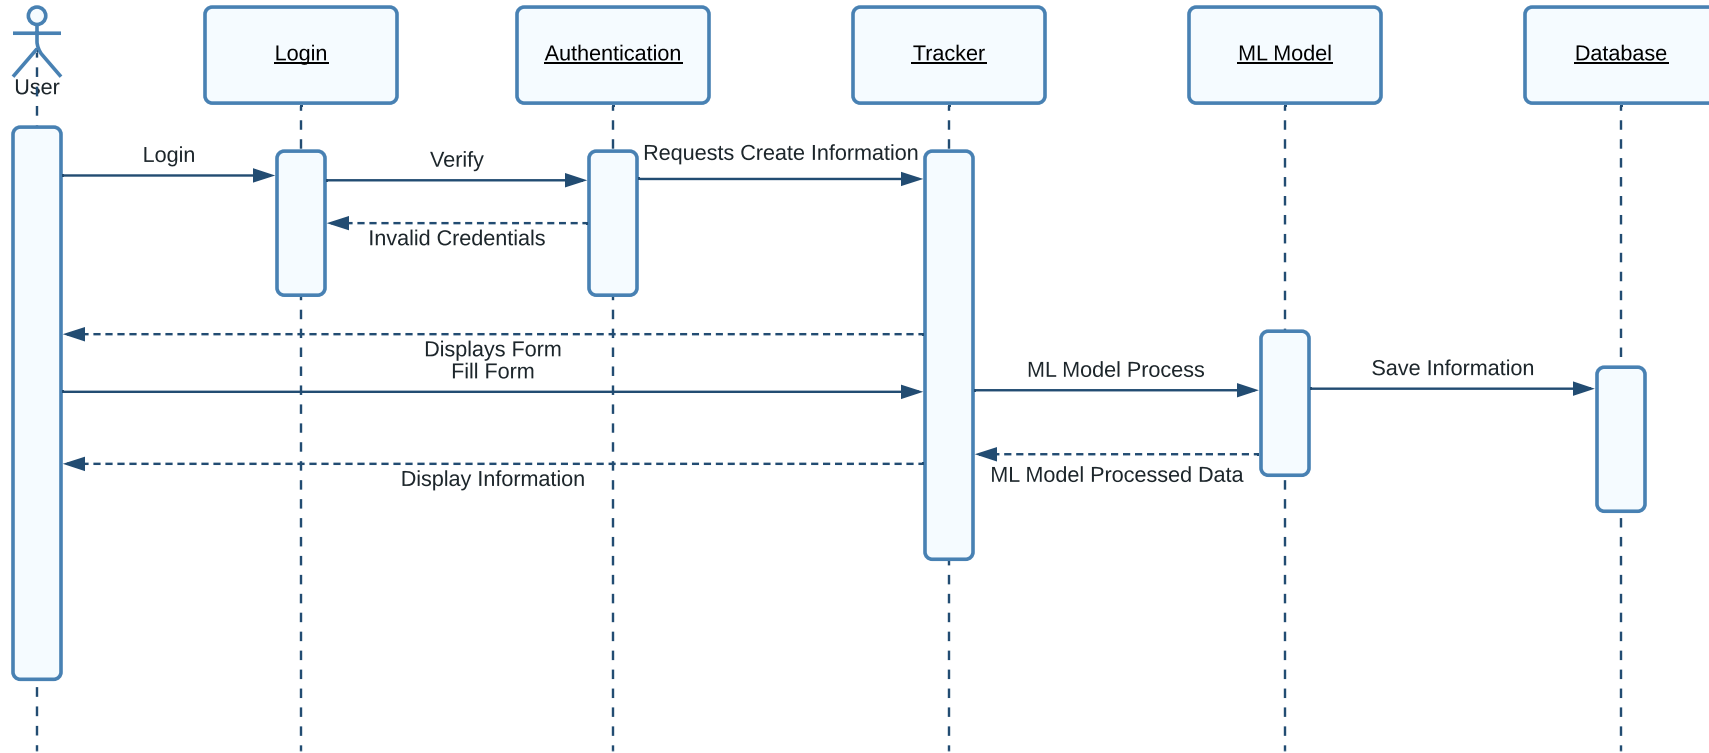 User
Login
Authentication
Tracker
ML Model
Database
Login
Verify
Requests Create Information
Invalid Credentials
Displays Form
Fill Form
ML Model Process
Save Information
Display Information
ML Model Processed Data